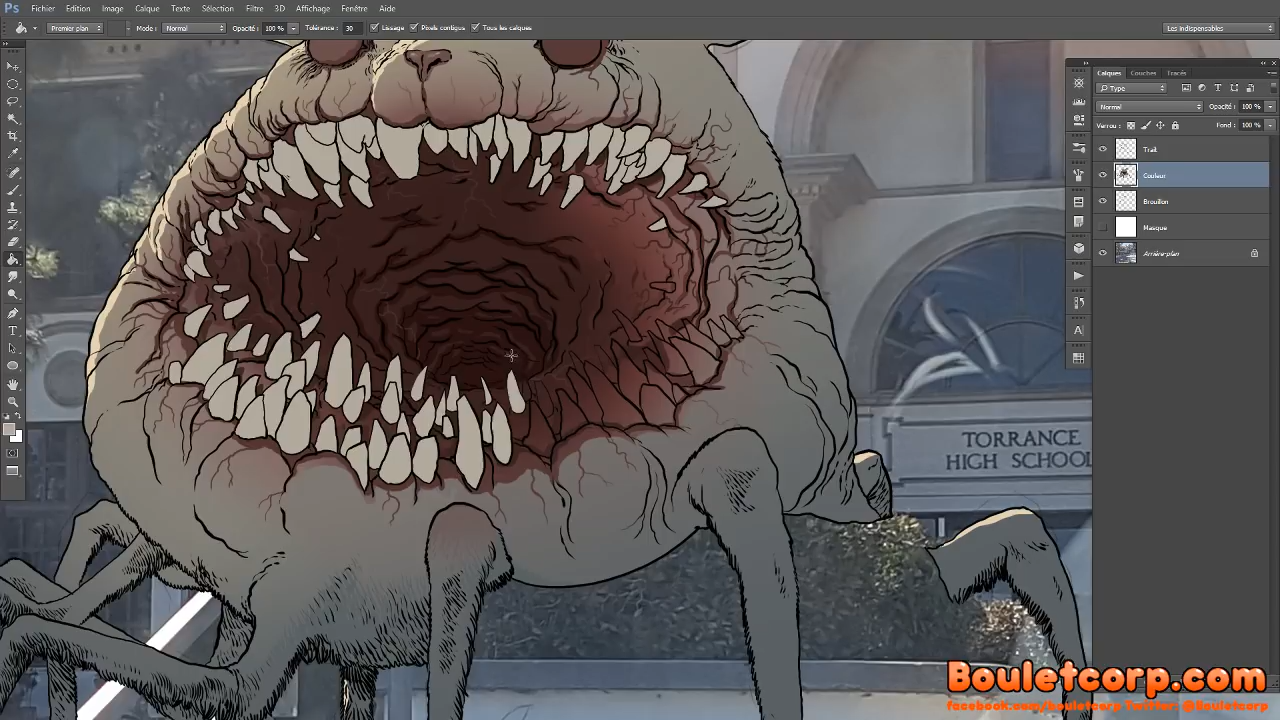 Ps Fichier Edition Image Calque Texte Sélection Filtre 3D Affichage Fenêtre Aide
Premier plan Mode : Normal Opacité : 100 % Tolérance : 30 Lissage Pixels contigus Tous les calques Les indispensables
Calques Couches Tracés
Type
Normal Opacité : 100 %
Verrou : Fond : 100 %
Trait
Couleur
Brouillon
Masque
Arrière-plan
TORRANCE
HIGH SCHOOL
Bouletcorp.com
facebook.com/bouletcorp Twitter: @Bouletcorp